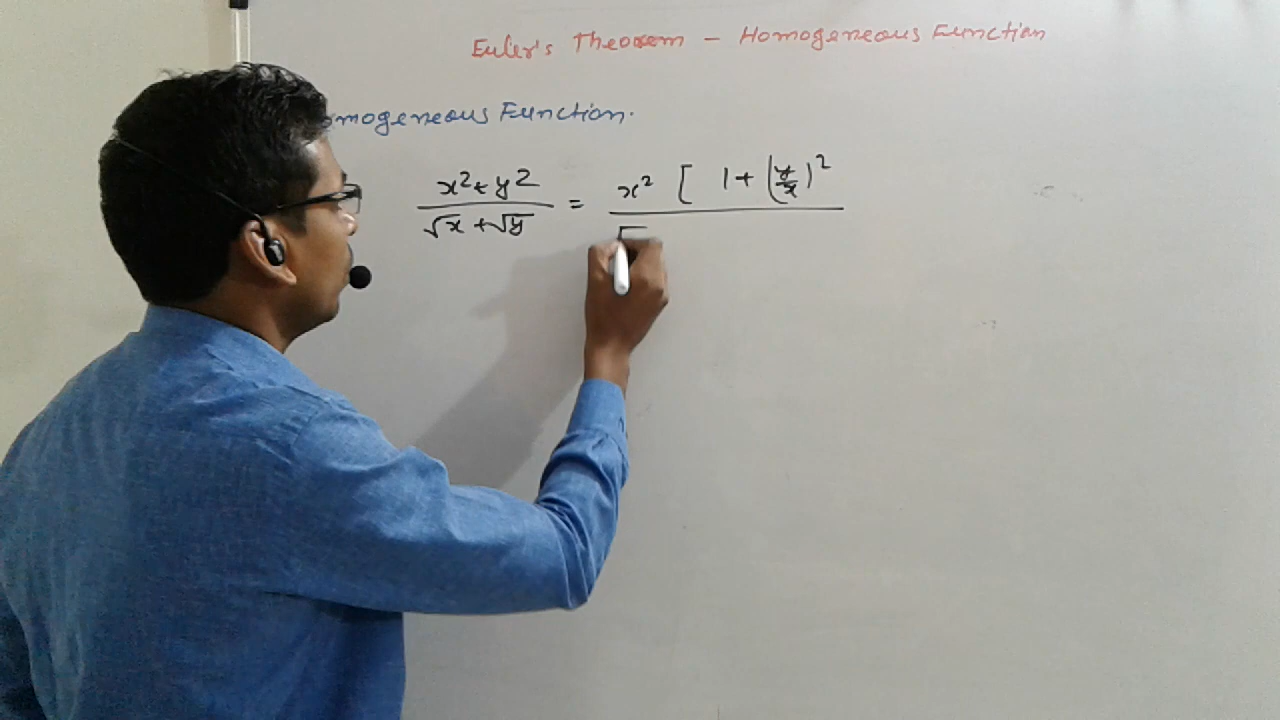 Euler's Theorem - Homogeneous Function
omogeneous Function.
x²+y² / √x+√y = x² [ 1+(y/x)² / √